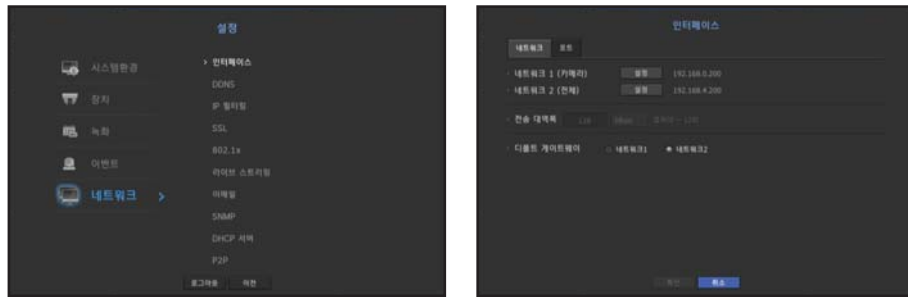 설정
시스템환경
장치
녹화
이벤트
네트워크
인터페이스
DDNS
IP 필터링
SSL
802.1x
라이브 스트리밍
이메일
SNMP
DHCP 서버
P2P
로그아웃 이전
인터페이스
네트워크 포트
네트워크 1 (카메라) 설정 192.168.0.200
네트워크 2 (전체) 설정 192.168.4.200
전송 대역폭 Mbps
디폴트 게이트웨이 네트워크1 네트워크2
확인 취소